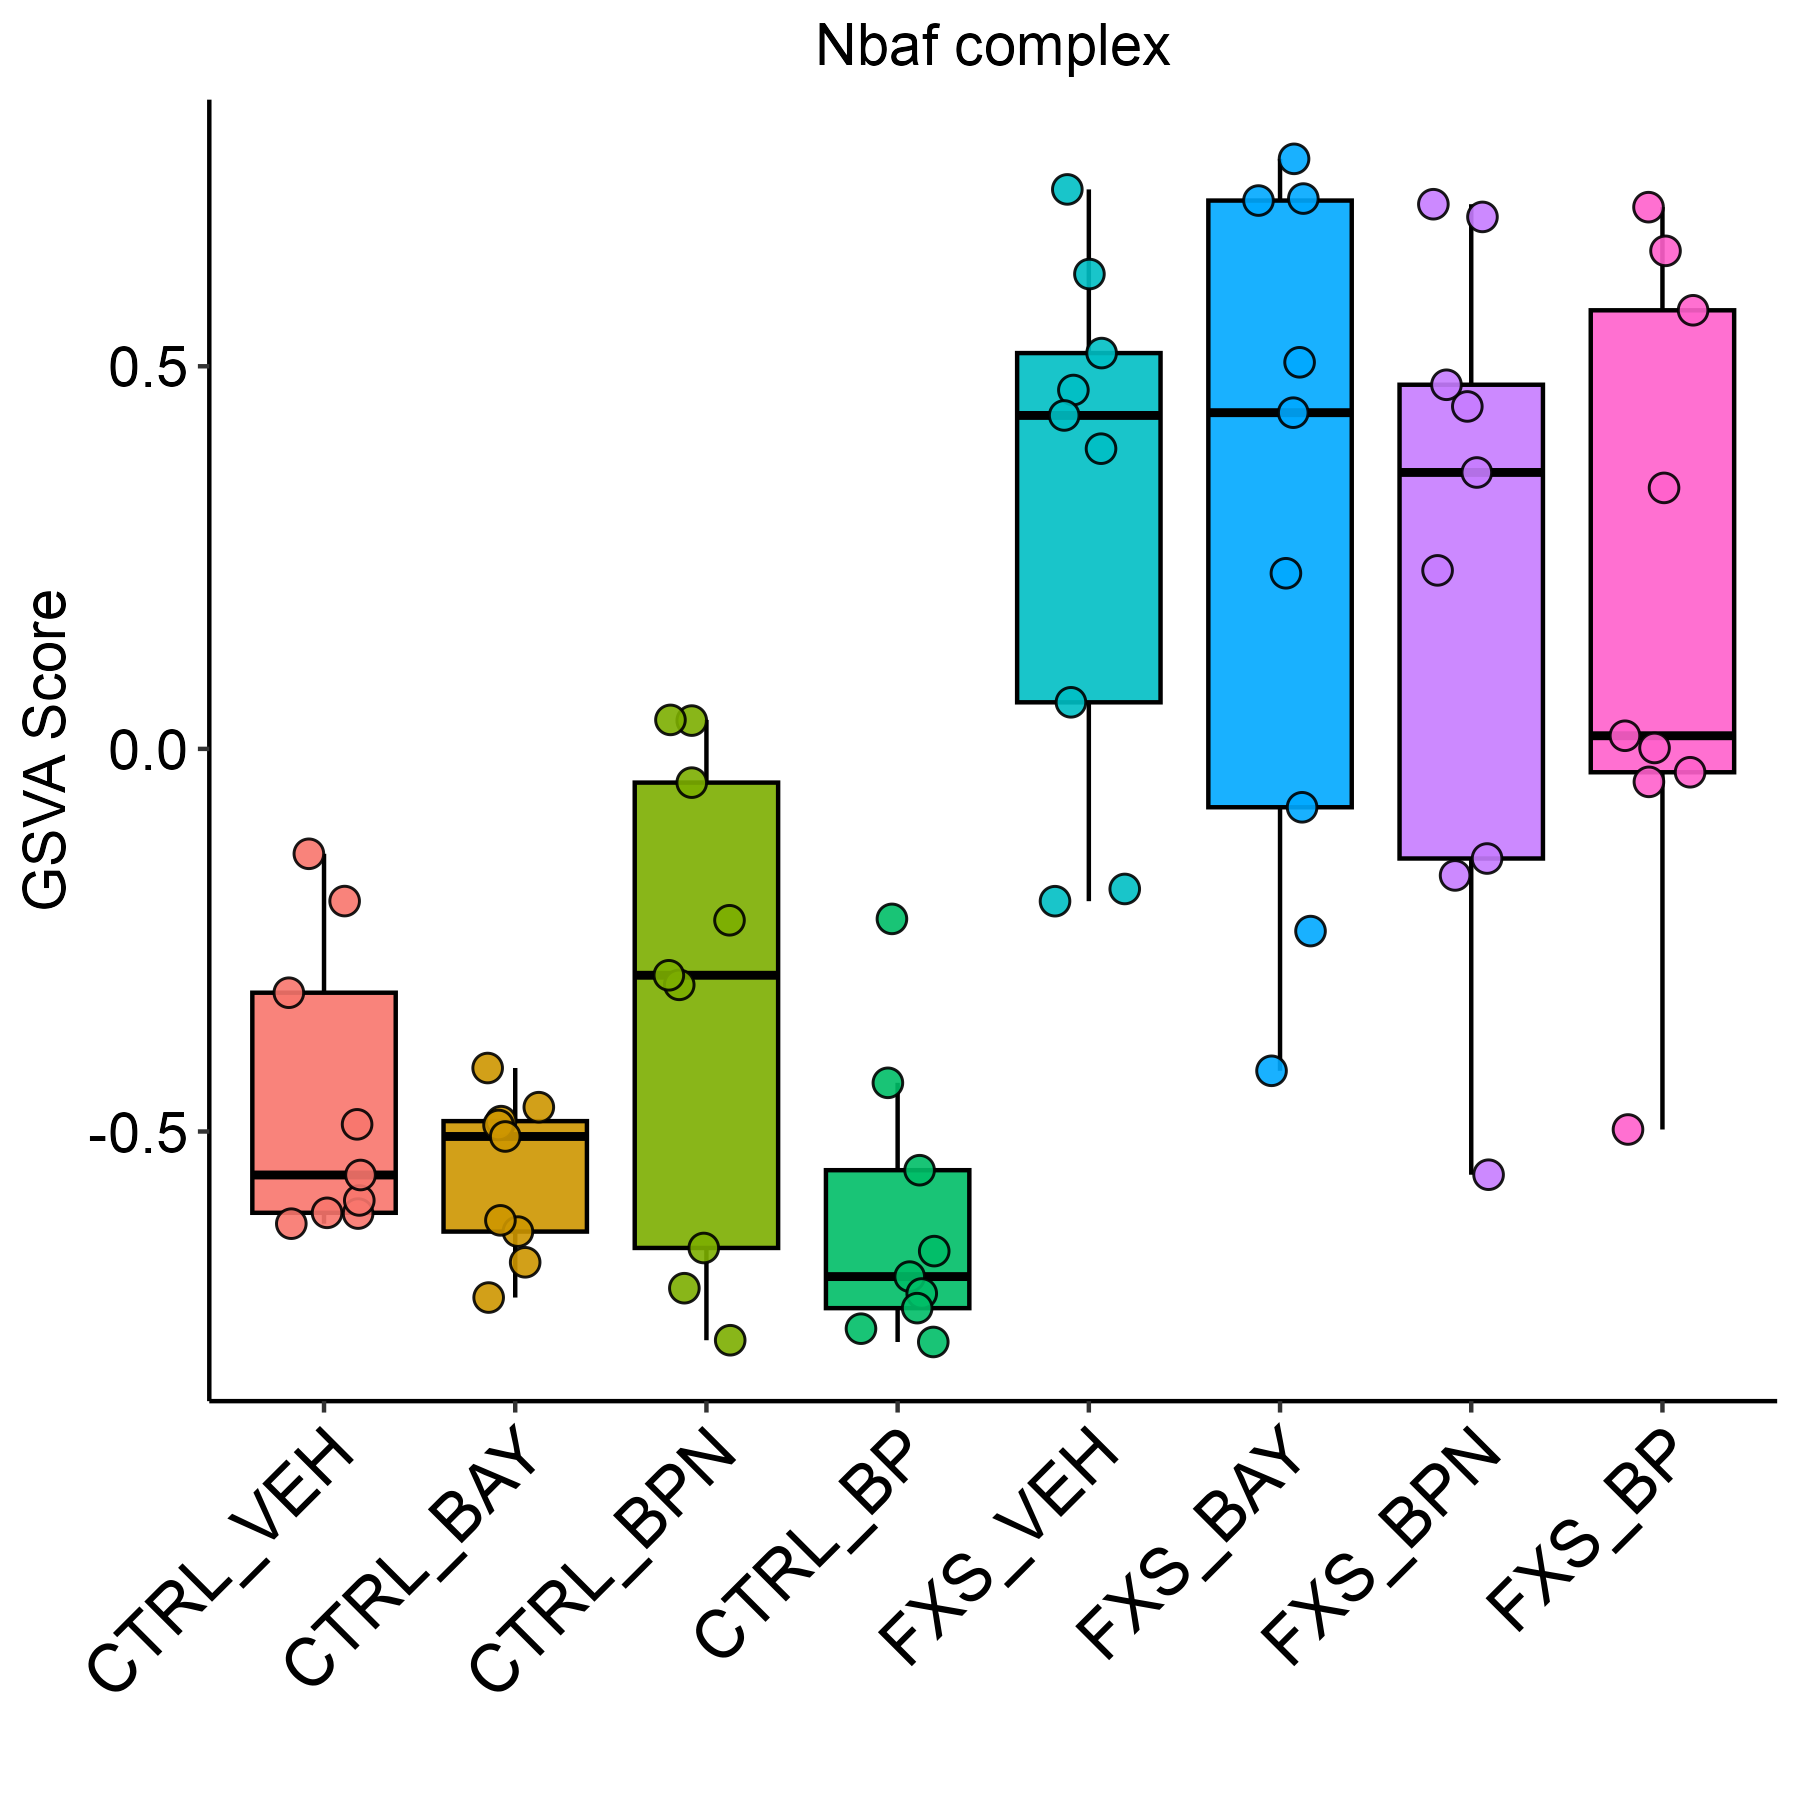 Nbaf complex
GSVA Score
0.5
0.0
-0.5
CTRL_VEH
CTRL_BAY
CTRL_BPN
CTRL_BP
FXS_VEH
FXS_BAY
FXS_BPN
FXS_BP